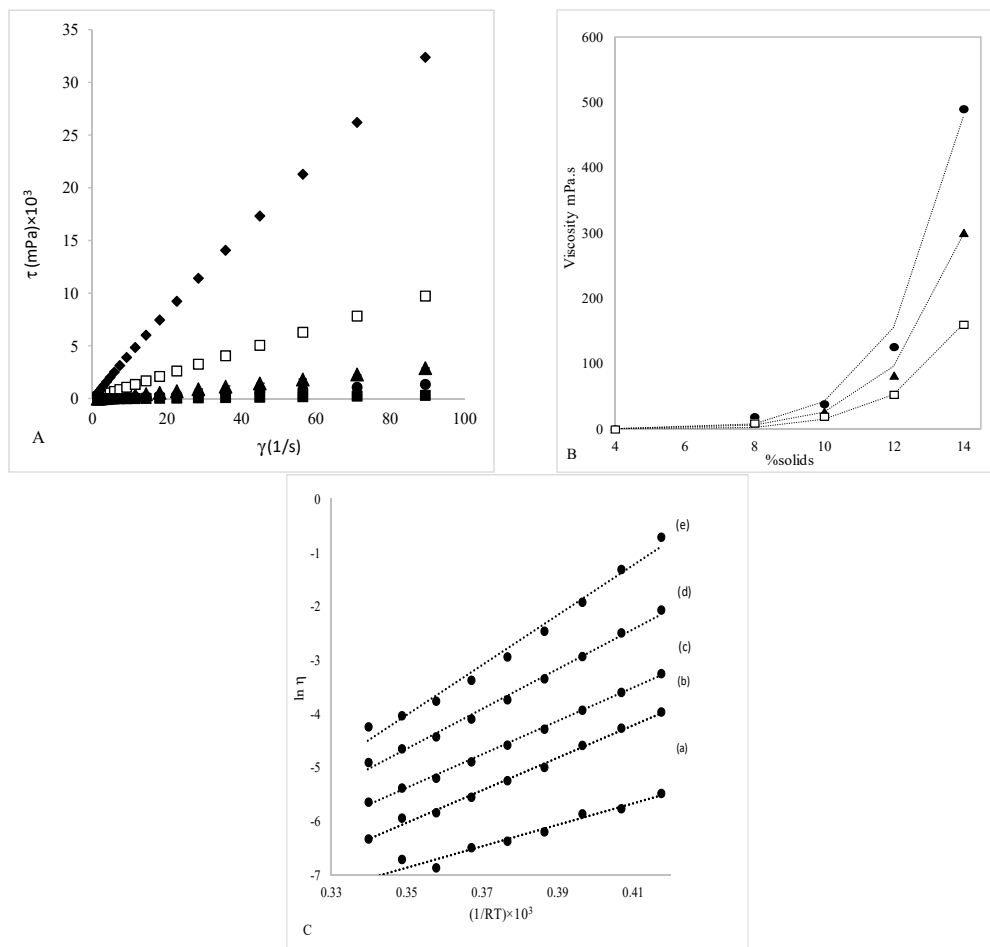 35
30
25
20
15
10
5
0
τ (mPa)×10³
0
20
40
60
80
100
γ(1/s)
A
600
500
400
300
200
100
0
Viscosity mPa.s
4
6
8
10
12
14
%solids
B
0
-1
-2
-3
-4
-5
-6
-7
ln η
(e)
(d)
(c)
(b)
(a)
0.33
0.35
0.37
0.39
0.41
(1/RT)×10³
C